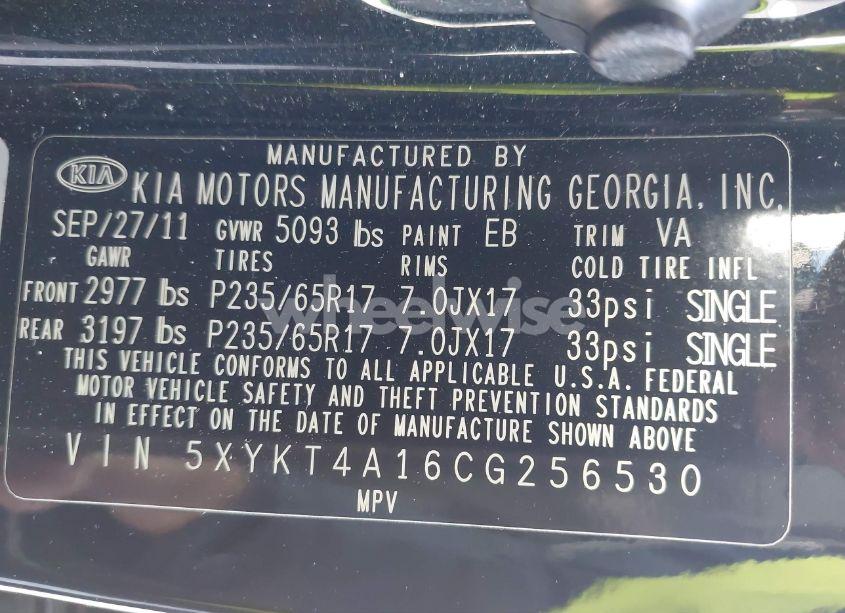 MANUFACTURED BY
KIA KIA MOTORS MANUFACTURING GEORGIA, INC.
SEP/27/11 GVWR 5093 lbs PAINT EB TRIM VA
GAWR TIRES RIMS COLD TIRE INFL
FRONT 2977 lbs P235/65R17 7.0JX17 33psi SINGLE
wheelwise
REAR 3197 lbs P235/65R17 7.0JX17 33psi SINGLE
THIS VEHICLE CONFORMS TO ALL APPLICABLE U.S.A. FEDERAL
MOTOR VEHICLE SAFETY AND THEFT PREVENTION STANDARDS
IN EFFECT ON THE DATE OF MANUFACTURE SHOWN ABOVE
VIN 5XYKT4A16CG256530
MPV